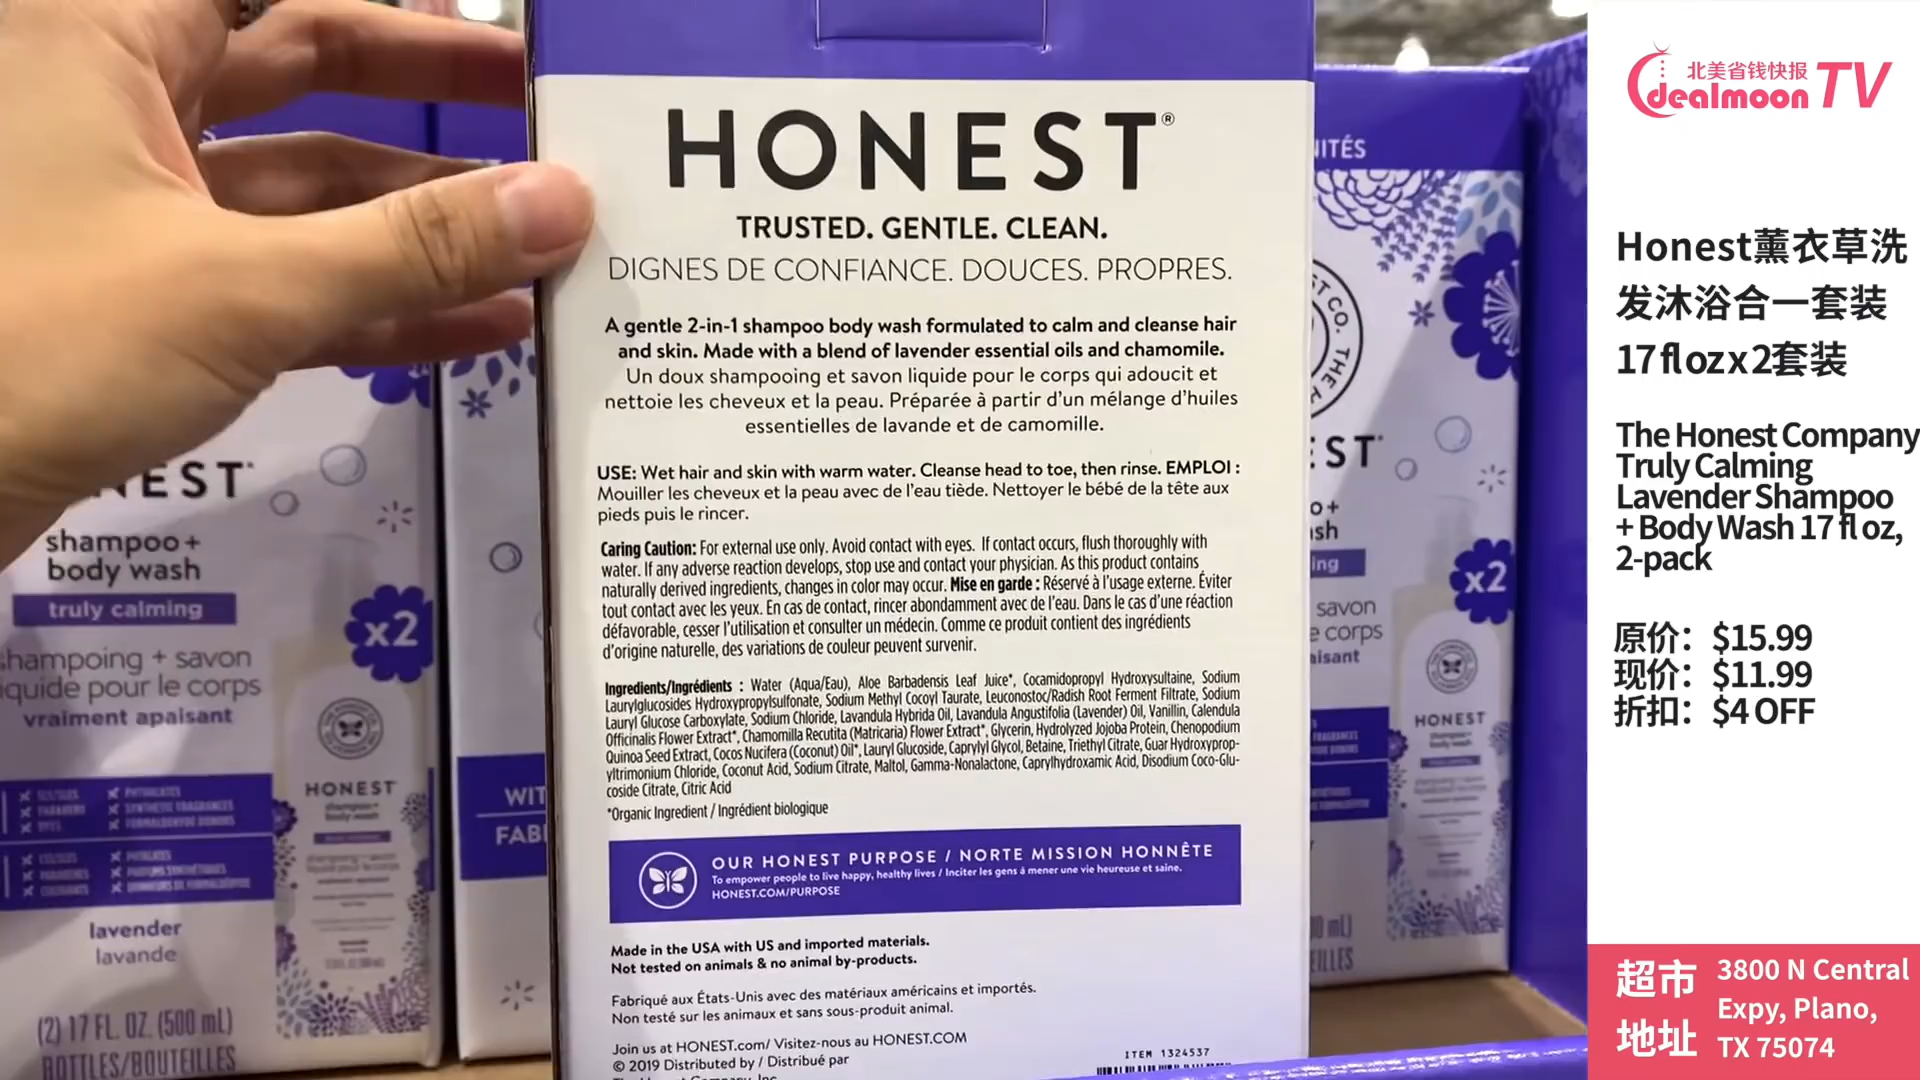 HONEST®
TRUSTED. GENTLE. CLEAN.
DIGNES DE CONFIANCE. DOUCES. PROPRES.
A gentle 2-in-1 shampoo body wash formulated to calm and cleanse hair
and skin. Made with a blend of lavender essential oils and chamomile.
Un doux shampooing et savon liquide pour le corps qui adoucit et
nettoie les cheveux et la peau. Préparée à partir d'un mélange d'huiles
essentielles de lavande et de camomille.
USE: Wet hair and skin with warm water. Cleanse head to toe, then rinse. EMPLOI :
Mouiller les cheveux et la peau avec de l'eau tiède. Nettoyer le bébé de la tête aux
pieds puis le rincer.
Caring Caution: For external use only. Avoid contact with eyes. If contact occurs, flush thoroughly with
water. If any adverse reaction develops, stop use and contact your physician. As this product contains
naturally derived ingredients, changes in color may occur. Mise en garde : Réservé à l'usage externe. Éviter
tout contact avec les yeux. En cas de contact, rincer abondamment avec de l'eau. Dans le cas d'une réaction
défavorable, cesser l'utilisation et consulter un médecin. Comme ce produit contient des ingrédients
d'origine naturelle, des variations de couleur peuvent survenir.
Ingredients/Ingrédients : Water (Aqua/Eau), Aloe Barbadensis Leaf Juice*, Cocamidopropyl Hydroxysultaine, Sodium
Laurylglucosides Hydroxypropylsulfonate, Sodium Methyl Cocoyl Taurate, Leuconostoc/Radish Root Ferment Filtrate, Sodium
Lauryl Glucose Carboxylate, Sodium Chloride, Lavandula Hybrida Oil, Lavandula Angustifolia (Lavender) Oil, Vanillin, Calendula
Officinalis Flower Extract*, Chamomilla Recutita (Matricaria) Flower Extract*, Glycerin, Hydrolyzed Jojoba Protein, Chenopodium
Quinoa Seed Extract, Cocos Nucifera (Coconut) Oil*, Lauryl Glucoside, Caprylyl Glycol, Betaine, Triethyl Citrate, Guar Hydroxyprop-
yltrimonium Chloride, Coconut Acid, Sodium Citrate, Maltol, Gamma-Nonalactone, Caprylhydroxamic Acid, Disodium Coco-Glu-
coside Citrate, Citric Acid
*Organic Ingredient / Ingrédient biologique
OUR HONEST PURPOSE / NORTE MISSION HONNÊTE
To empower people to live happy, healthy lives / Inciter les gens à mener une vie heureuse et saine.
HONEST.COM/PURPOSE
Made in the USA with US and imported materials.
Not tested on animals & no animal by-products.
Fabriqué aux États-Unis avec des matériaux américains et importés.
Non testé sur les animaux et sans sous-produit animal.
Join us at HONEST.com/ Visitez-nous au HONEST.COM
© 2019 Distributed by / Distribué par
ITEM 1324537
NEST
shampoo +
body wash
truly calming
x2
shampoing + savon
liquide pour le corps
vraiment apaisant
HONEST
lavender
lavande
(2) 17 FL. OZ. (500 mL)
BOTTLES/BOUTEILLES
WIT
FABI
NITÉS
ST CO. THE H
EST
o +
sh
ing
x2
savon
e corps
aisant
HONEST
北美省钱快报
dealmoon TV
Honest薰衣草洗
发沐浴合一套装
17flozx2套装
The Honest Company
Truly Calming
Lavender Shampoo
+ Body Wash 17 fl oz,
2-pack
原价：$15.99
现价：$11.99
折扣：$4 OFF
超市
地址
3800 N Central
Expy, Plano,
TX 75074